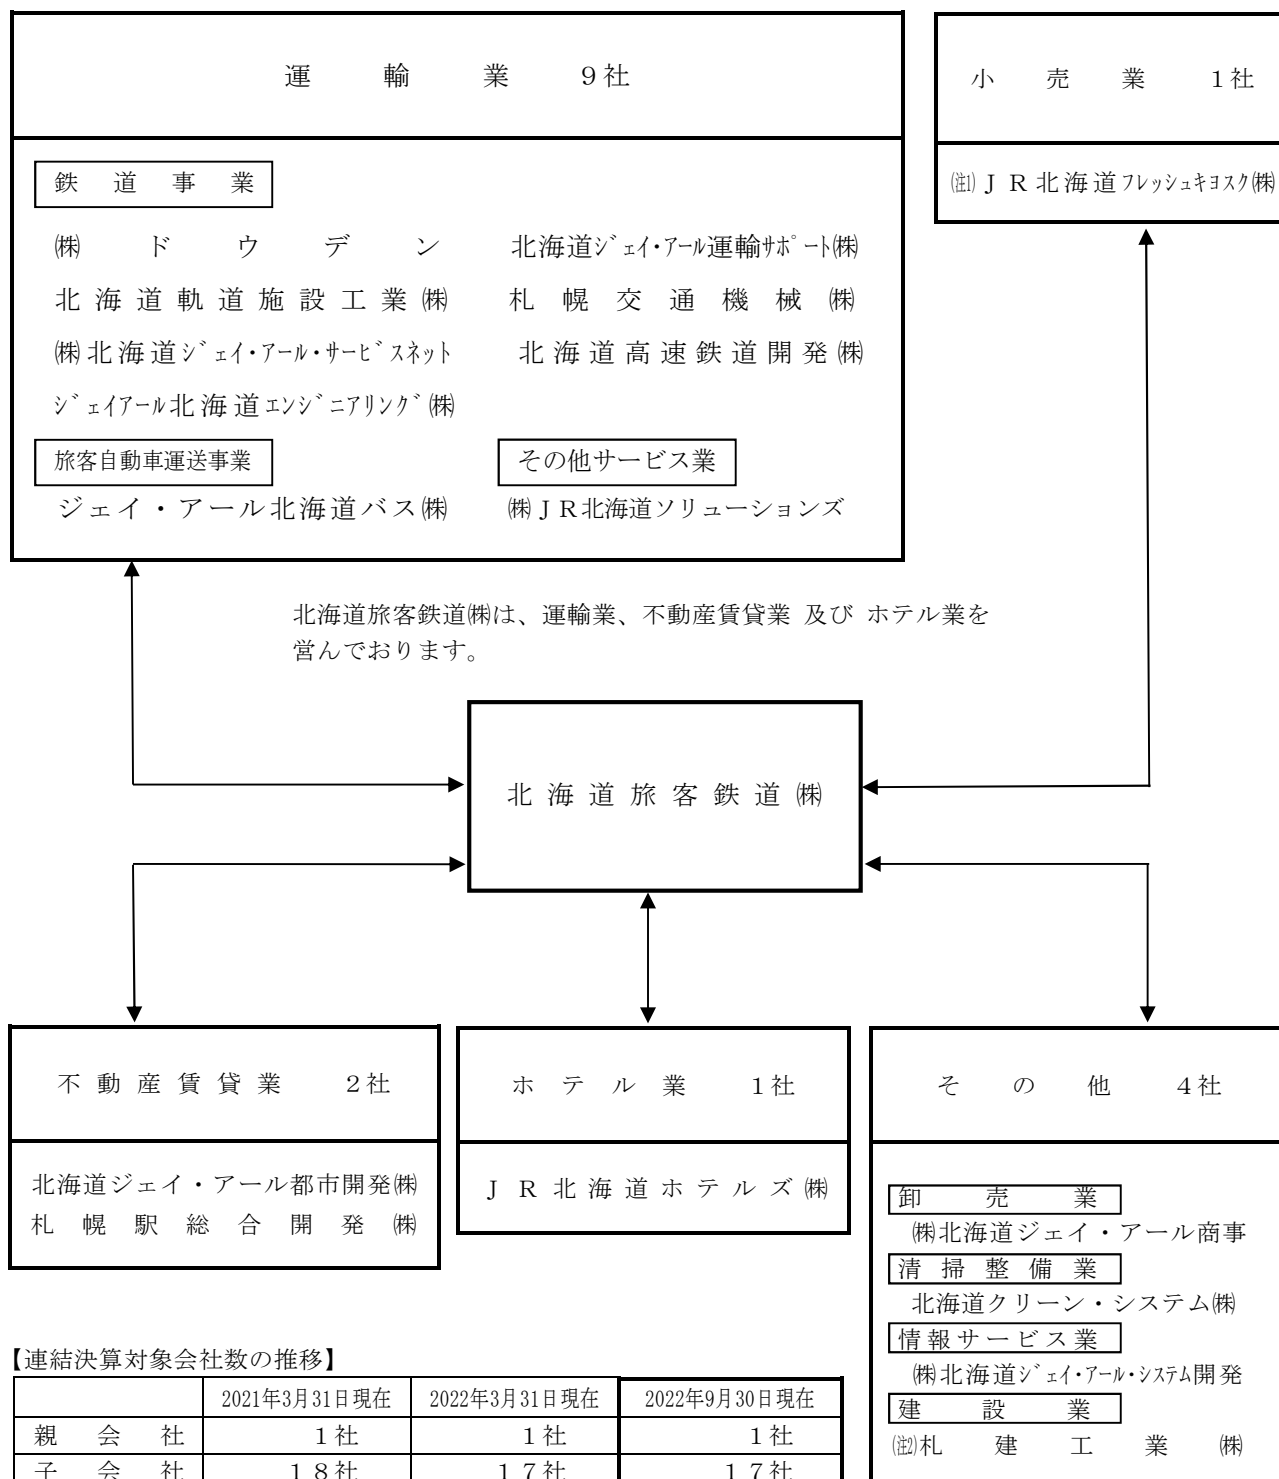 運輸業 9社
鉄道事業
㈱ドウデン 北海道ジェイ・アール運輸サポート㈱
北海道軌道施設工業㈱ 札幌交通機械㈱
㈱北海道ジェイ・アール・サービスネット 北海道高速鉄道開発㈱
ジェイアール北海道エンジニアリング㈱
旅客自動車運送事業 その他サービス業
ジェイ・アール北海道バス㈱ ㈱JR北海道ソリューションズ
小売業 1社
(注1)JR北海道フレッシュキヨスク㈱
北海道旅客鉄道㈱は、運輸業、不動産賃貸業 及び ホテル業を
営んでおります。
北海道旅客鉄道㈱
不動産賃貸業 2社
北海道ジェイ・アール都市開発㈱
札幌駅総合開発㈱
ホテル業 1社
JR北海道ホテルズ㈱
その他 4社
卸売業
㈱北海道ジェイ・アール商事
清掃整備業
北海道クリーン・システム㈱
情報サービス業
㈱北海道ジェイ・アール・システム開発
建設業
(注2)札建工業㈱
【連結決算対象会社数の推移】
2021年3月31日現在 2022年3月31日現在 2022年9月30日現在
親会社 1社 1社 1社
子会社 18社 17社 17社